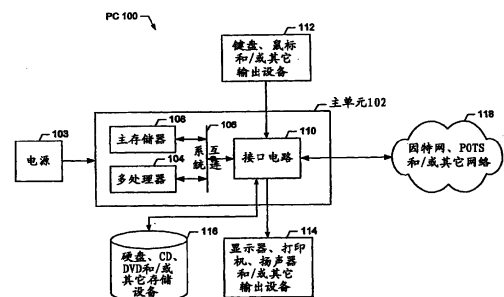 PC 100
112
键盘、鼠标
和/或其它
输出设备
主单元102
108
主存储器
106
103
电源
104
多处理器
系统
互连
110
接口电路
118
因特网、POTS
和/或其它网络
116
硬盘、CD、
DVD和/或
其它存储
设备
114
显示器、打印
机、扬声器
和/或其它
输出设备